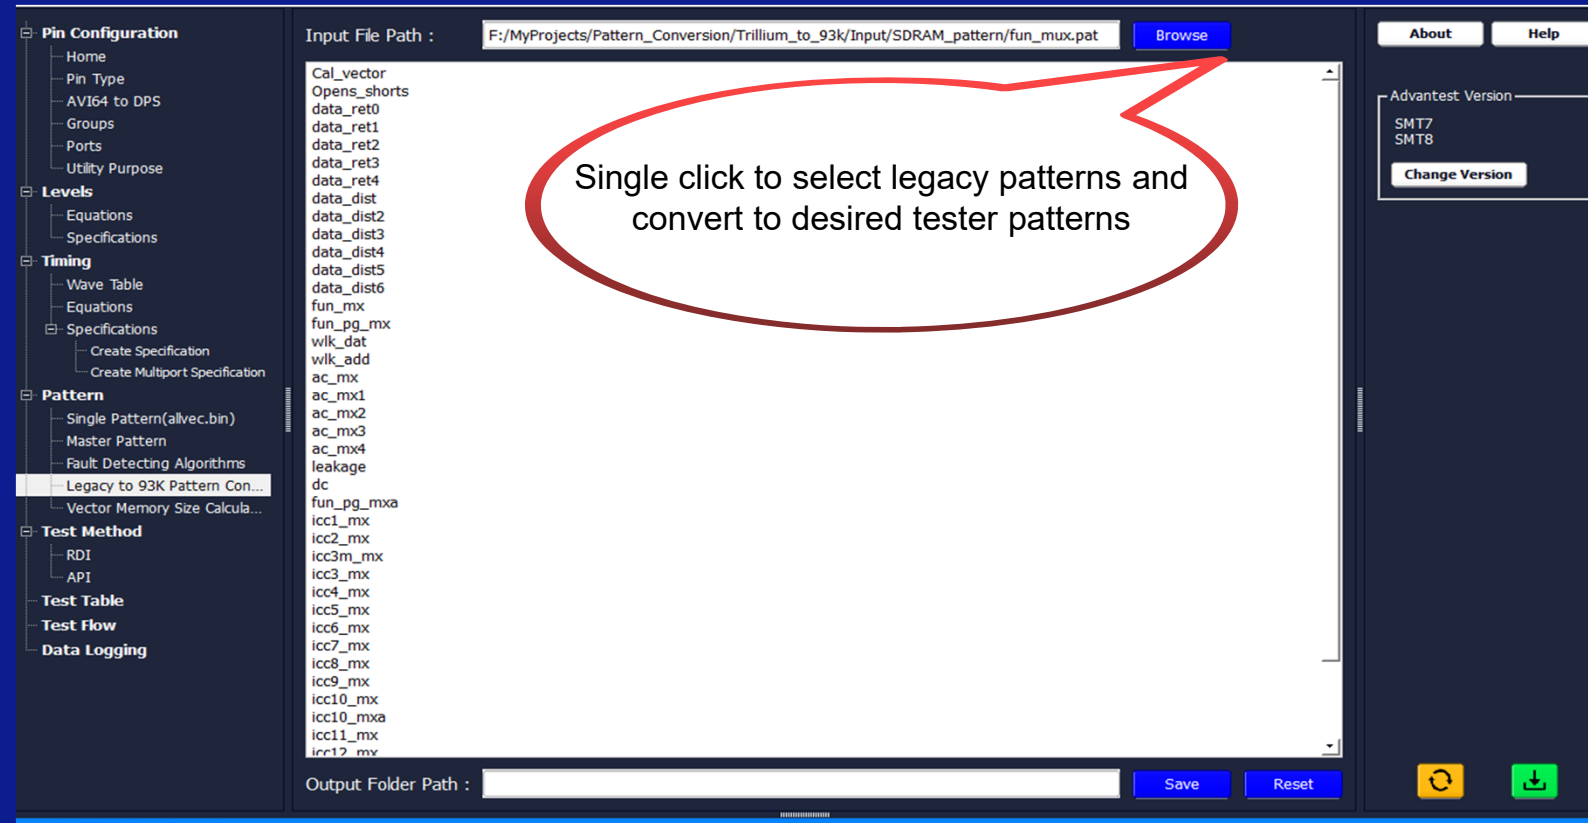 Pin Configuration
Home
Pin Type
AVI64 to DPS
Groups
Ports
Utility Purpose
Levels
Equations
Specifications
Timing
Wave Table
Equations
Specifications
Create Specification
Create Multiport Specification
Pattern
Single Pattern(allvec.bin)
Master Pattern
Fault Detecting Algorithms
Legacy to 93K Pattern Con...
Vector Memory Size Calcula...
Test Method
RDI
API
Test Table
Test Flow
Data Logging
Input File Path : F:/MyProjects/Pattern_Conversion/Trillium_to_93k/Input/SDRAM_pattern/fun_mux.pat Browse
Cal_vector
Opens_shorts
data_ret0
data_ret1
data_ret2
data_ret3
data_ret4
data_dist
data_dist2
data_dist3
data_dist4
data_dist5
data_dist6
fun_mx
fun_pg_mx
wlk_dat
wlk_add
ac_mx
ac_mx1
ac_mx2
ac_mx3
ac_mx4
leakage
dc
fun_pg_mxa
icc1_mx
icc2_mx
icc3m_mx
icc3_mx
icc4_mx
icc5_mx
icc6_mx
icc7_mx
icc8_mx
icc9_mx
icc10_mx
icc10_mxa
icc11_mx
icc12_mx
Single click to select legacy patterns and
convert to desired tester patterns
Output Folder Path : Save Reset
About Help
Advantest Version
SMT7
SMT8
Change Version